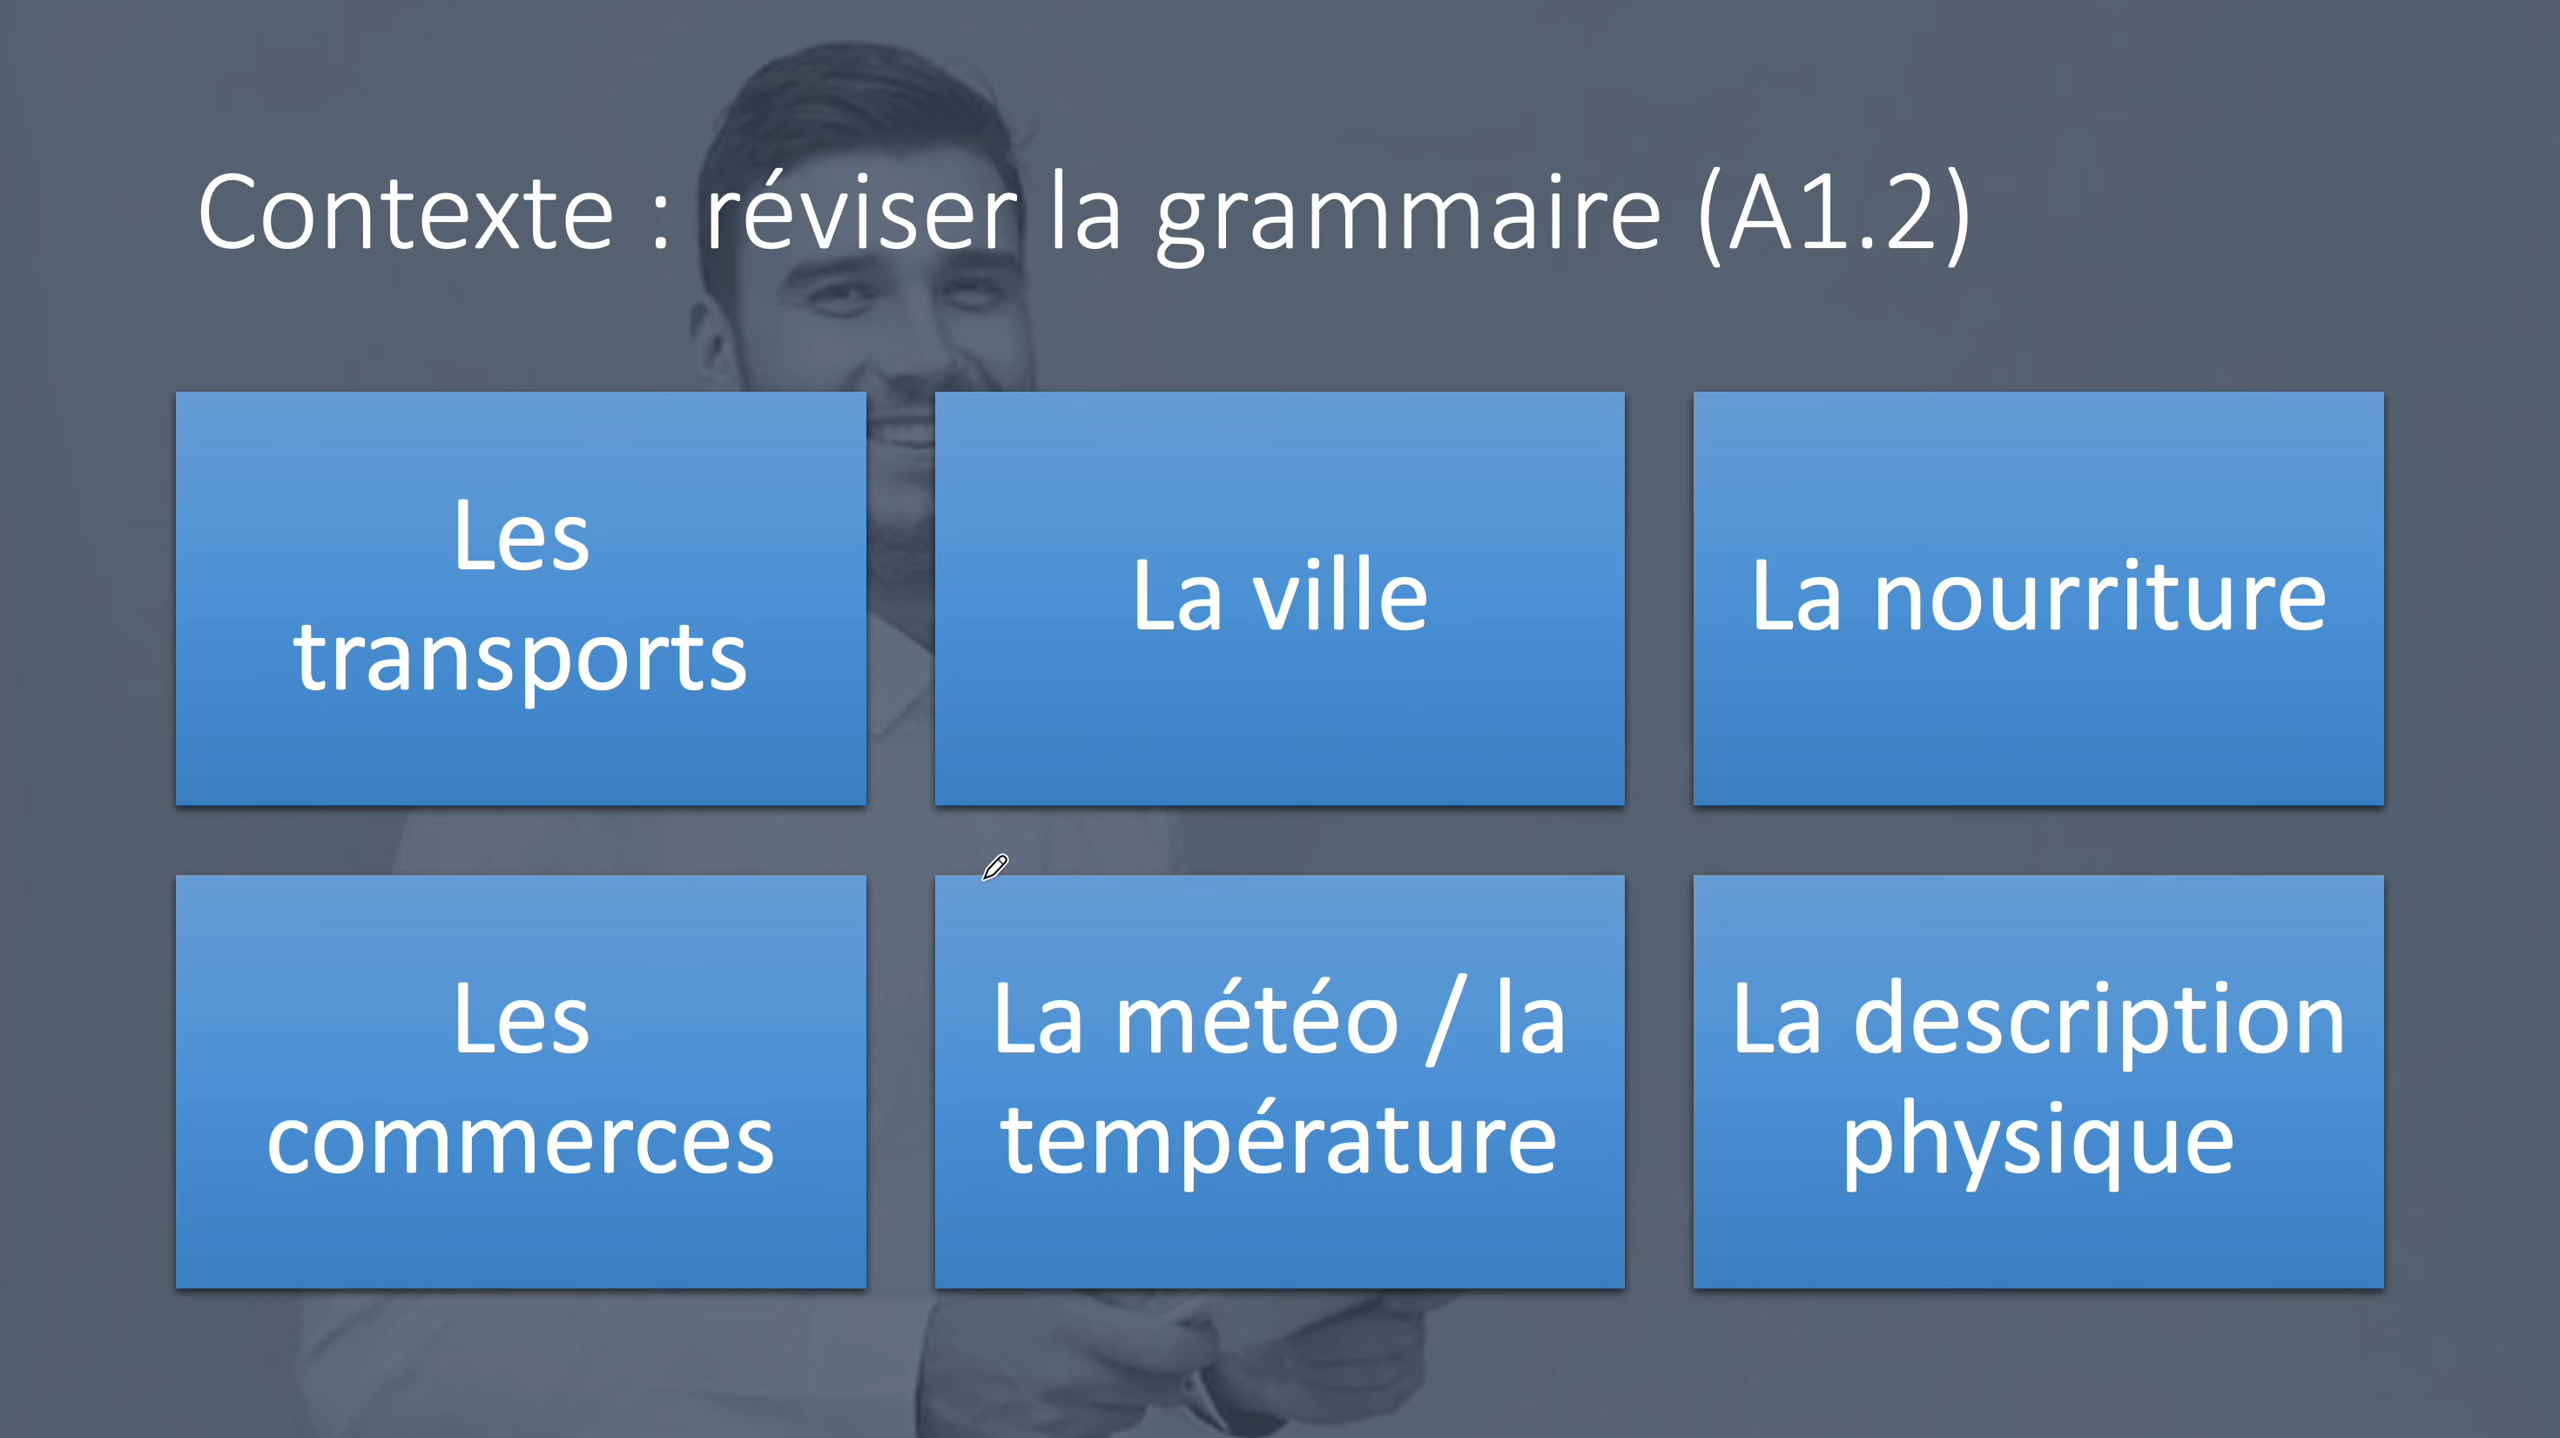 Contexte : réviser la grammaire (A1.2)
Les
transports
La ville
La nourriture
Les
commerces
La météo / la
température
La description
physique